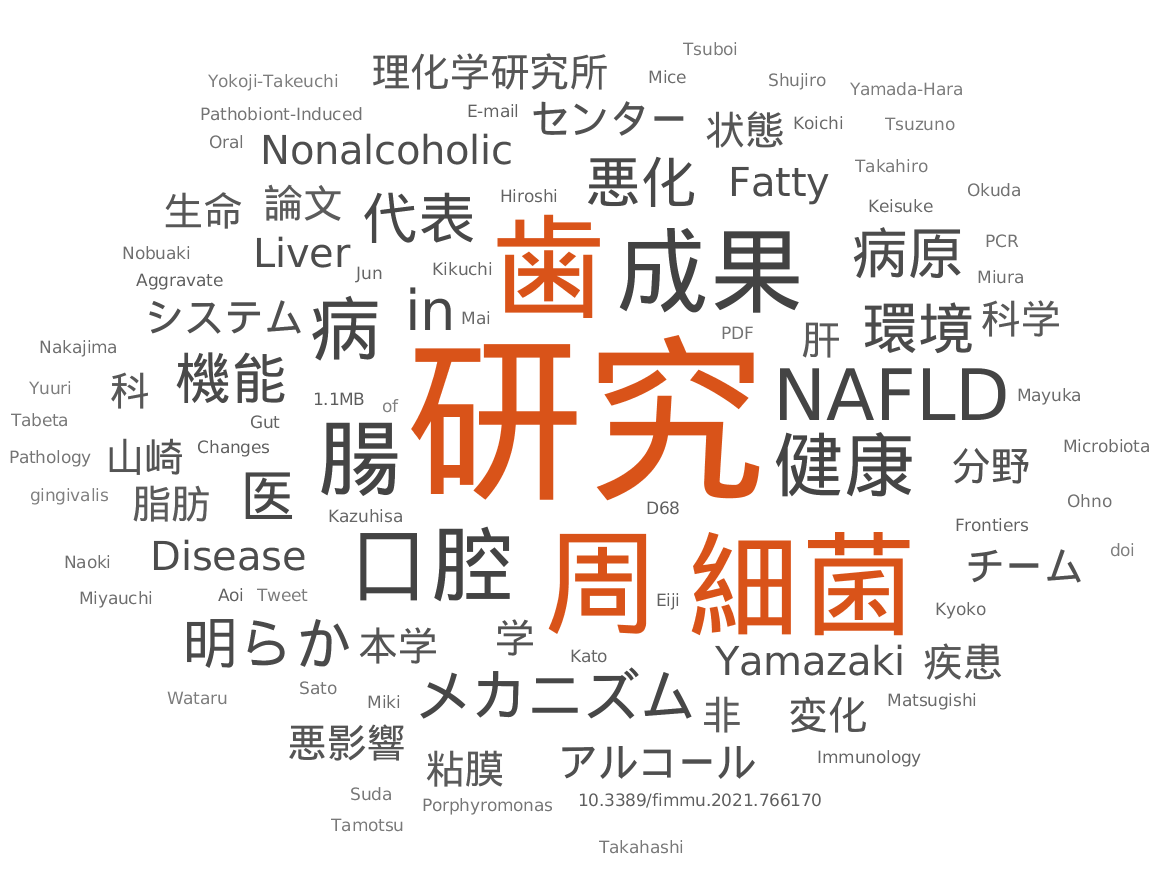 Tsuboi
理化学研究所
Mice
Yokoji-Takeuchi
Shujiro
Yamada-Hara
Pathobiont-Induced
E-mail
センター
状態
Koichi
Tsuzuno
Oral
Nonalcoholic
悪化
Fatty
Takahiro
Okuda
生命
論文
代表
Hiroshi
Keisuke
Nobuaki
Liver
歯
成果
病原
PCR
Aggravate
Jun
Kikuchi
Miura
システム
病
in
Mai
PDF
肝
環境
科学
Nakajima
研究
Yuuri
科
機能
1.1MB
of
NAFLD
Mayuka
Tabeta
Gut
Pathology
山崎
Changes
腸
健康
分野
Microbiota
gingivalis
脂肪
医
Kazuhisa
D68
Ohno
Frontiers
Naoki
Disease
口腔
周
細菌
チーム
doi
Miyauchi
Aoi
Tweet
Eiji
Kyoko
明らか
本学
学
Kato
Yamazaki
疾患
Wataru
Sato
Miki
メカニズム
非
変化
Matsugishi
悪影響
粘膜
アルコール
Immunology
Suda
Porphyromonas
10.3389/fimmu.2021.766170
Tamotsu
Takahashi